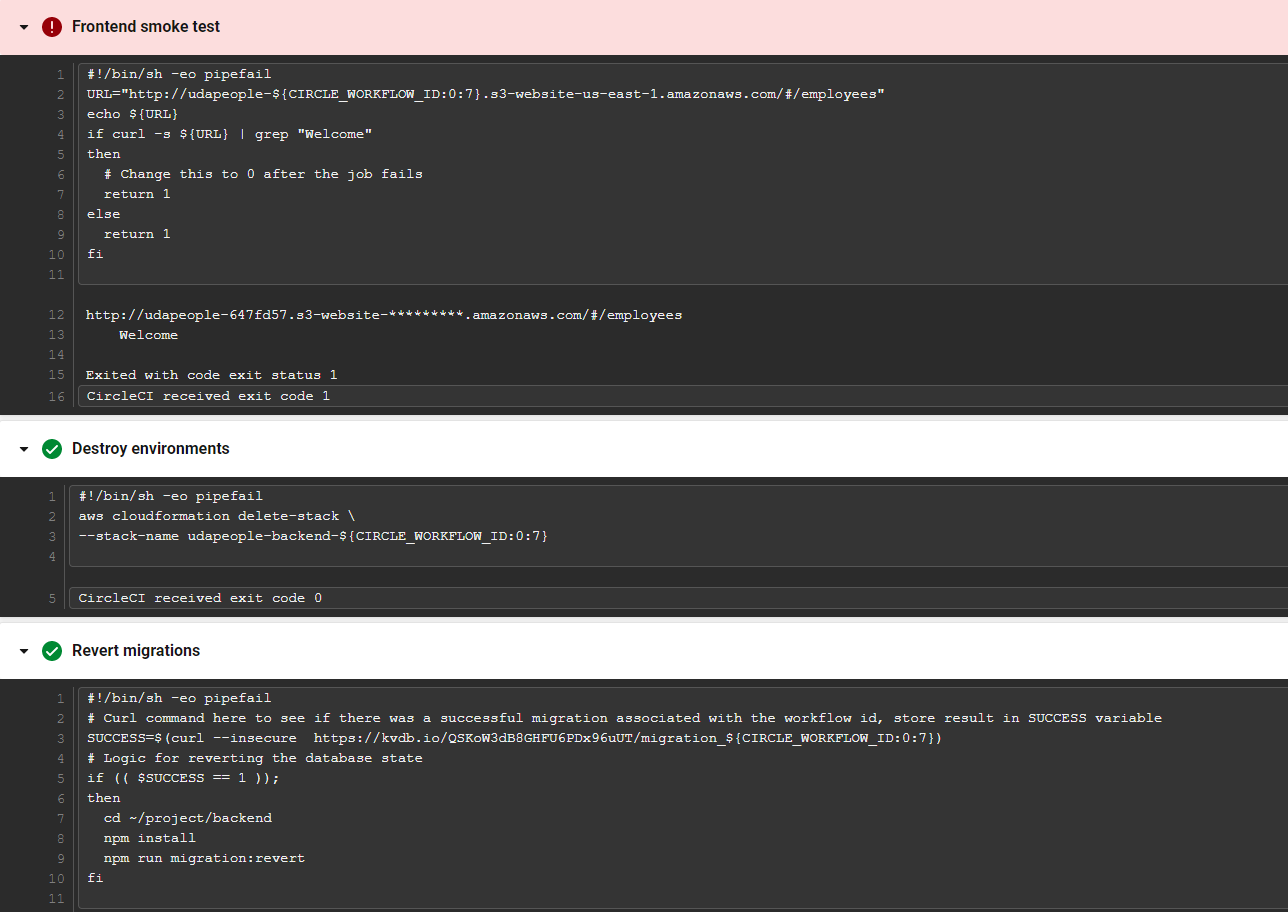 Frontend smoke test
1 #!/bin/sh -eo pipefail
2 URL="http://udapeople-${CIRCLE_WORKFLOW_ID:0:7}.s3-website-us-east-1.amazonaws.com/#/employees"
3 echo ${URL}
4 if curl -s ${URL} | grep "Welcome"
5 then
6 # Change this to 0 after the job fails
7 return 1
8 else
9 return 1
10 fi
11
12 http://udapeople-647fd57.s3-website-*********.amazonaws.com/#/employees
13 Welcome
14
15 Exited with code exit status 1
16 CircleCI received exit code 1
Destroy environments
1 #!/bin/sh -eo pipefail
2 aws cloudformation delete-stack \
3 --stack-name udapeople-backend-${CIRCLE_WORKFLOW_ID:0:7}
4
5 CircleCI received exit code 0
Revert migrations
1 #!/bin/sh -eo pipefail
2 # Curl command here to see if there was a successful migration associated with the workflow id, store result in SUCCESS variable
3 SUCCESS=$(curl --insecure  https://kvdb.io/QSKoW3dB8GHFU6PDx96uUT/migration_${CIRCLE_WORKFLOW_ID:0:7})
4 # Logic for reverting the database state
5 if (( $SUCCESS == 1 ));
6 then
7 cd ~/project/backend
8 npm install
9 npm run migration:revert
10 fi
11